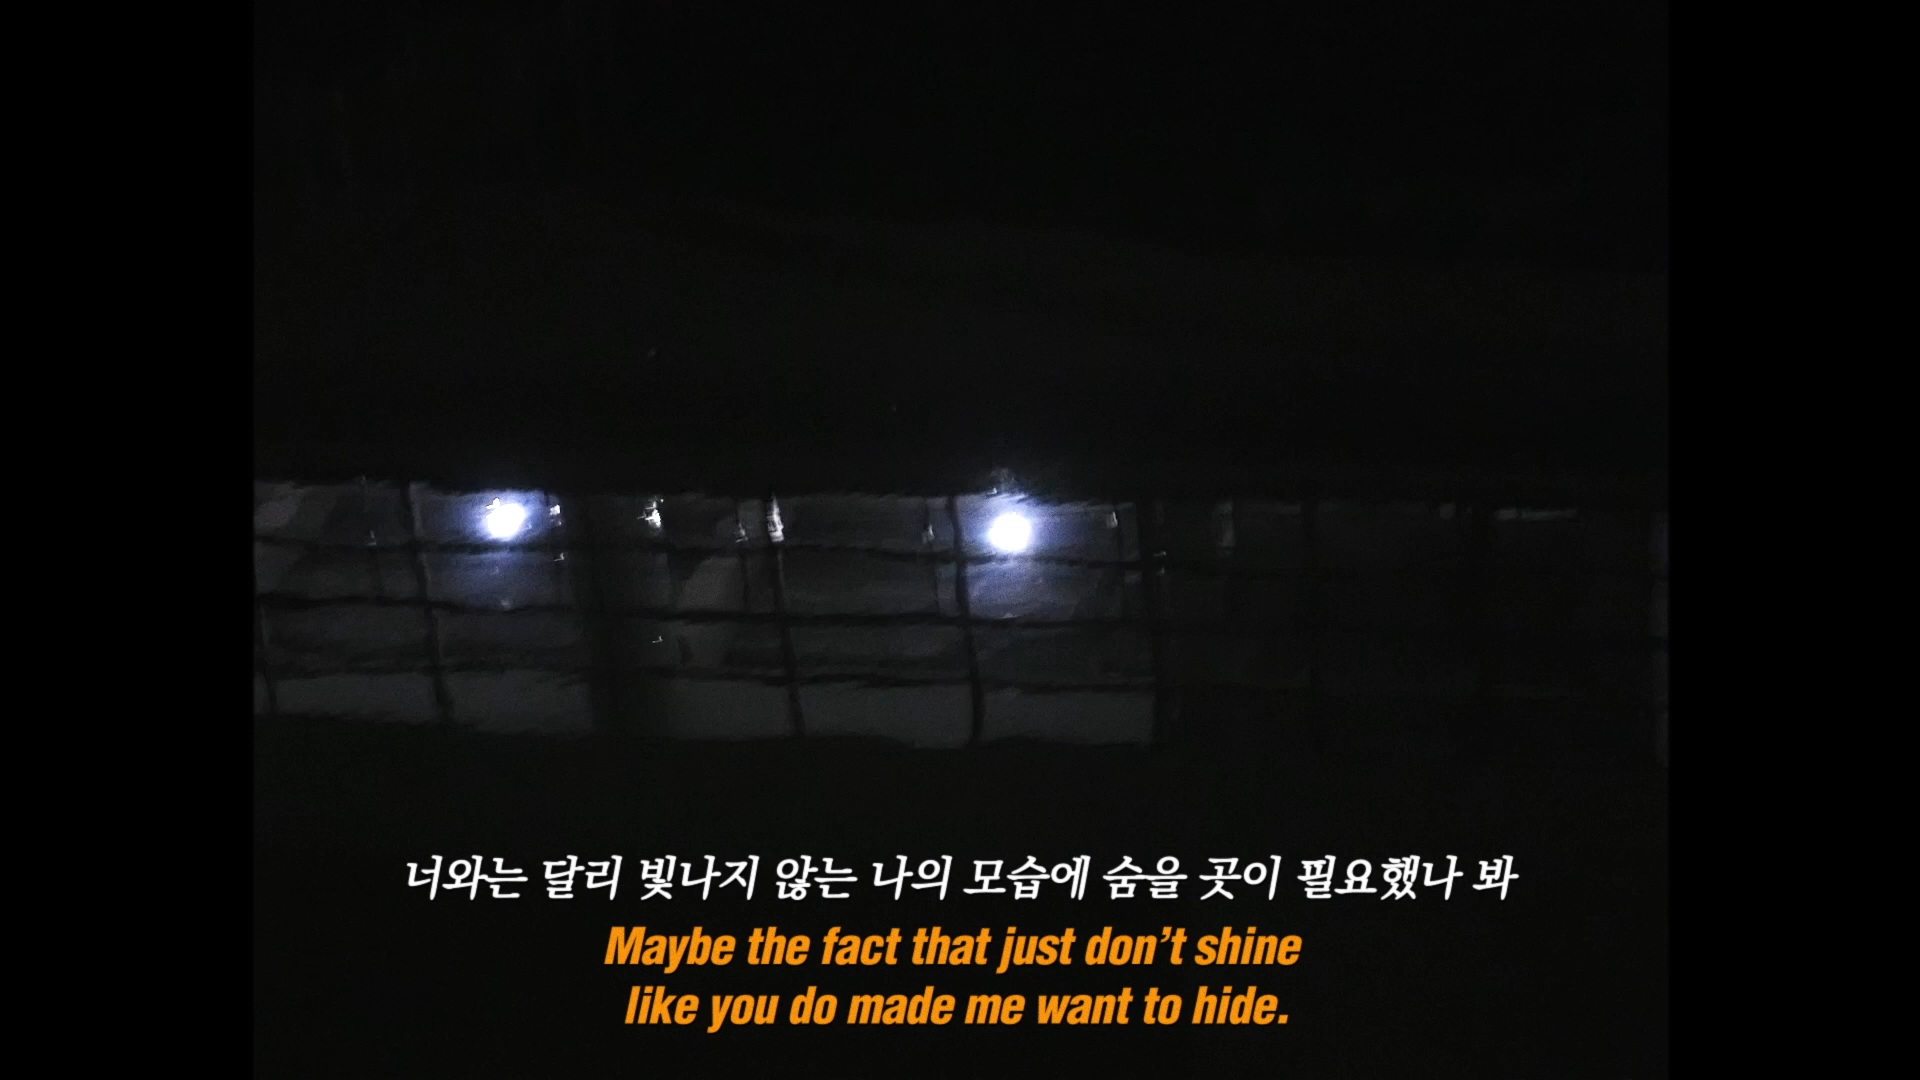 너와는 달리 빛나지 않는 나의 모습에 숨을 곳이 필요했나 봐
Maybe the fact that just don’t shine
like you do made me want to hide.